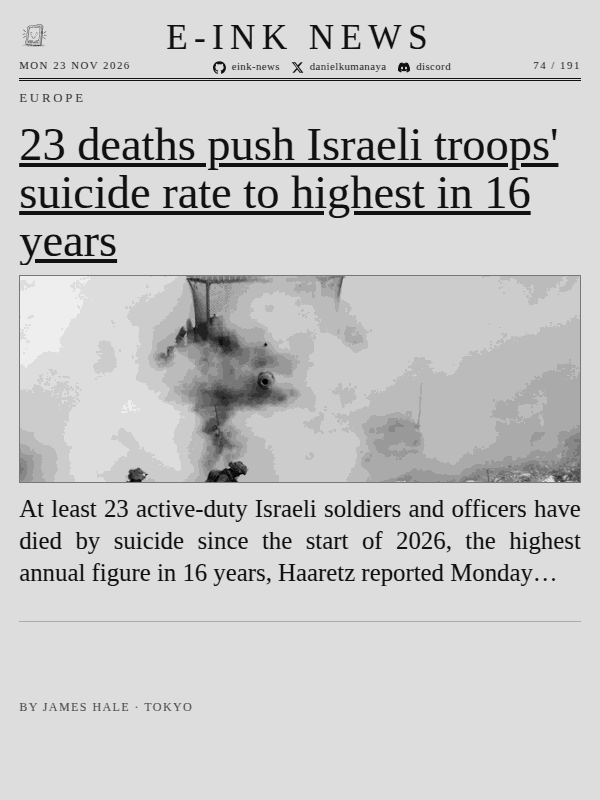 E-INK NEWS
MON 23 NOV 2026
eink-news danielkumanaya discord
74 / 191
EUROPE
23 deaths push Israeli troops'
suicide rate to highest in 16
years
At least 23 active-duty Israeli soldiers and officers have
died by suicide since the start of 2026, the highest
annual figure in 16 years, Haaretz reported Monday…
BY JAMES HALE · TOKYO